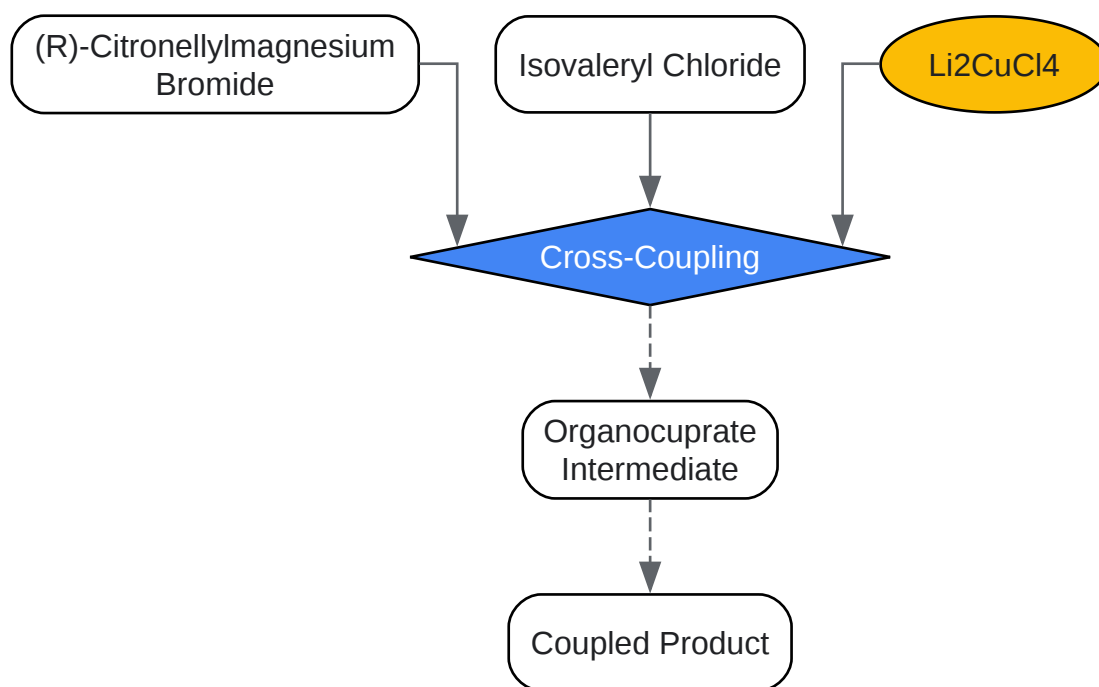 (R)-Citronellylmagnesium
Bromide
Isovaleryl Chloride
Li2CuCl4
Cross-Coupling
Organocuprate
Intermediate
Coupled Product